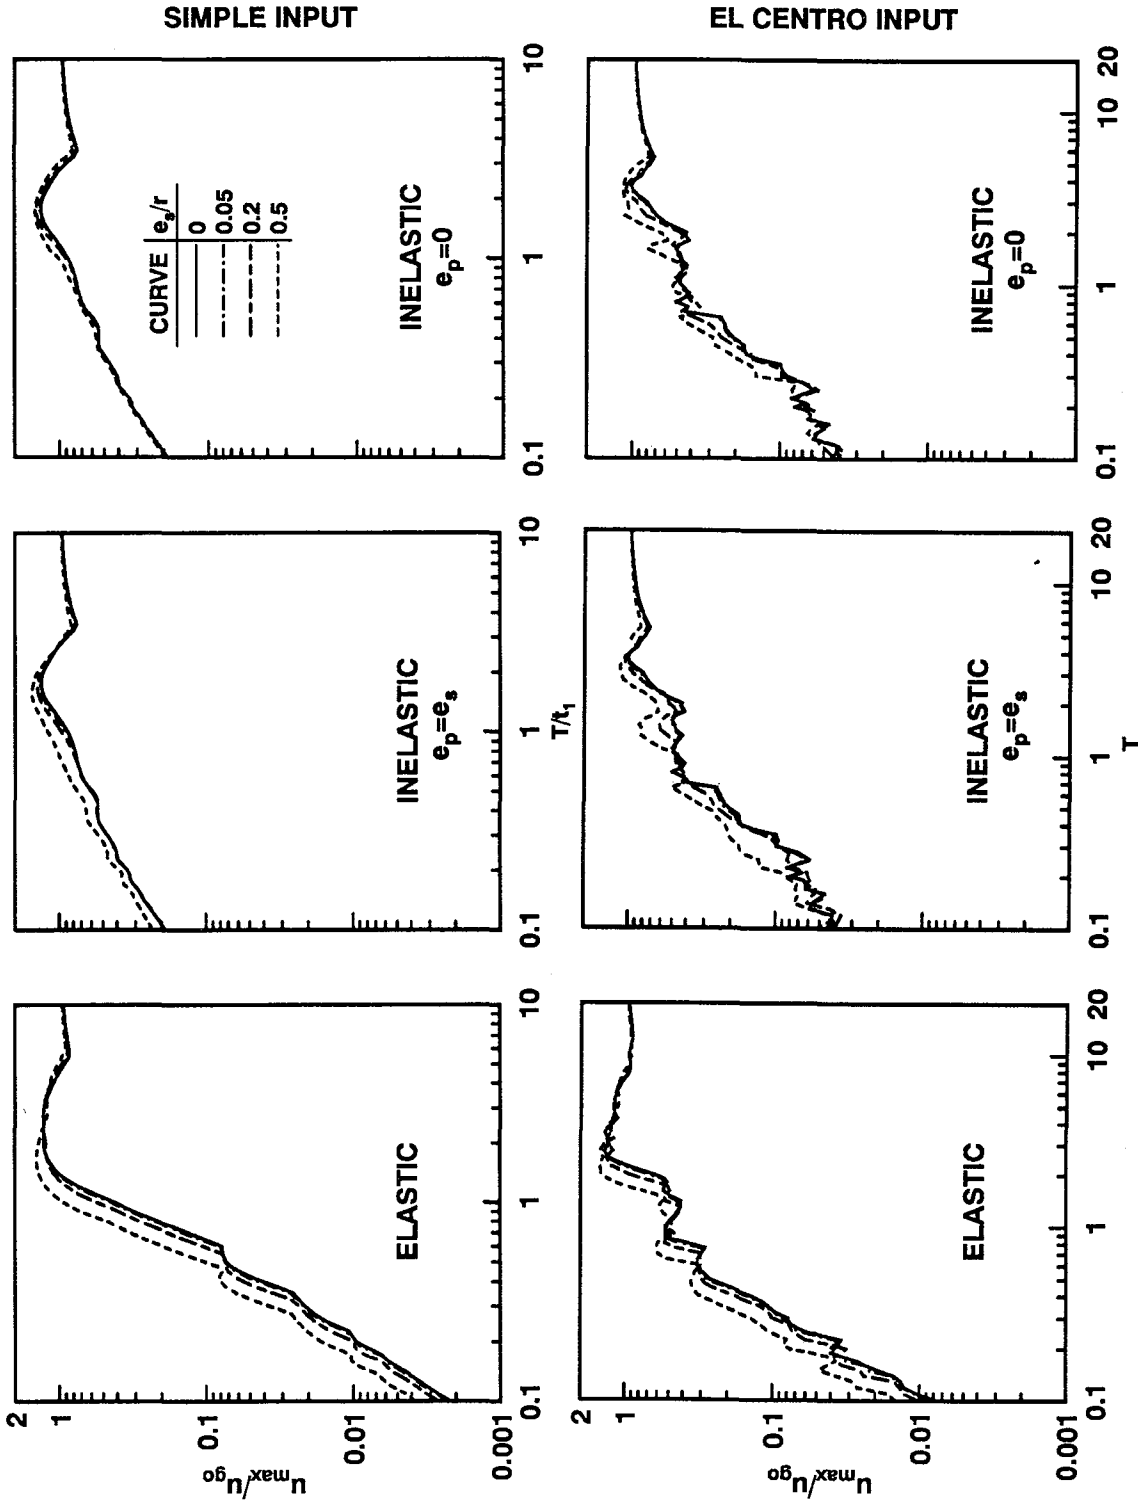 SIMPLE INPUT
2
1
0.1
0.01
0.001
u_max/u_go
ELASTIC
0.1
1
10
INELASTIC
e_p=e_s
0.1
1
10
T/t_1
CURVE e_s/r
0
0.05
0.2
0.5
INELASTIC
e_p=0
0.1
1
10
EL CENTRO INPUT
2
1
0.1
0.01
0.001
u_max/u_go
ELASTIC
0.1
1
10
20
INELASTIC
e_p=e_s
0.1
1
10
20
T
INELASTIC
e_p=0
0.1
1
10
20